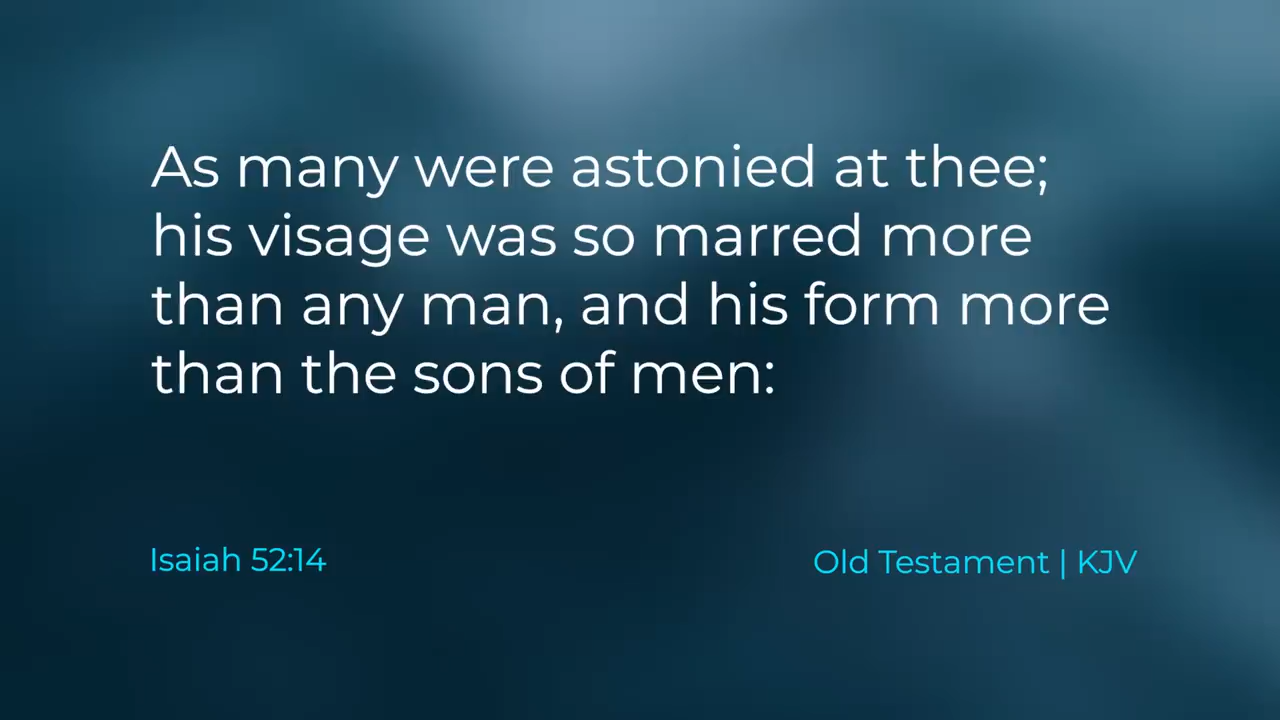 As many were astonied at thee;
his visage was so marred more
than any man, and his form more
than the sons of men:
Isaiah 52:14
Old Testament | KJV